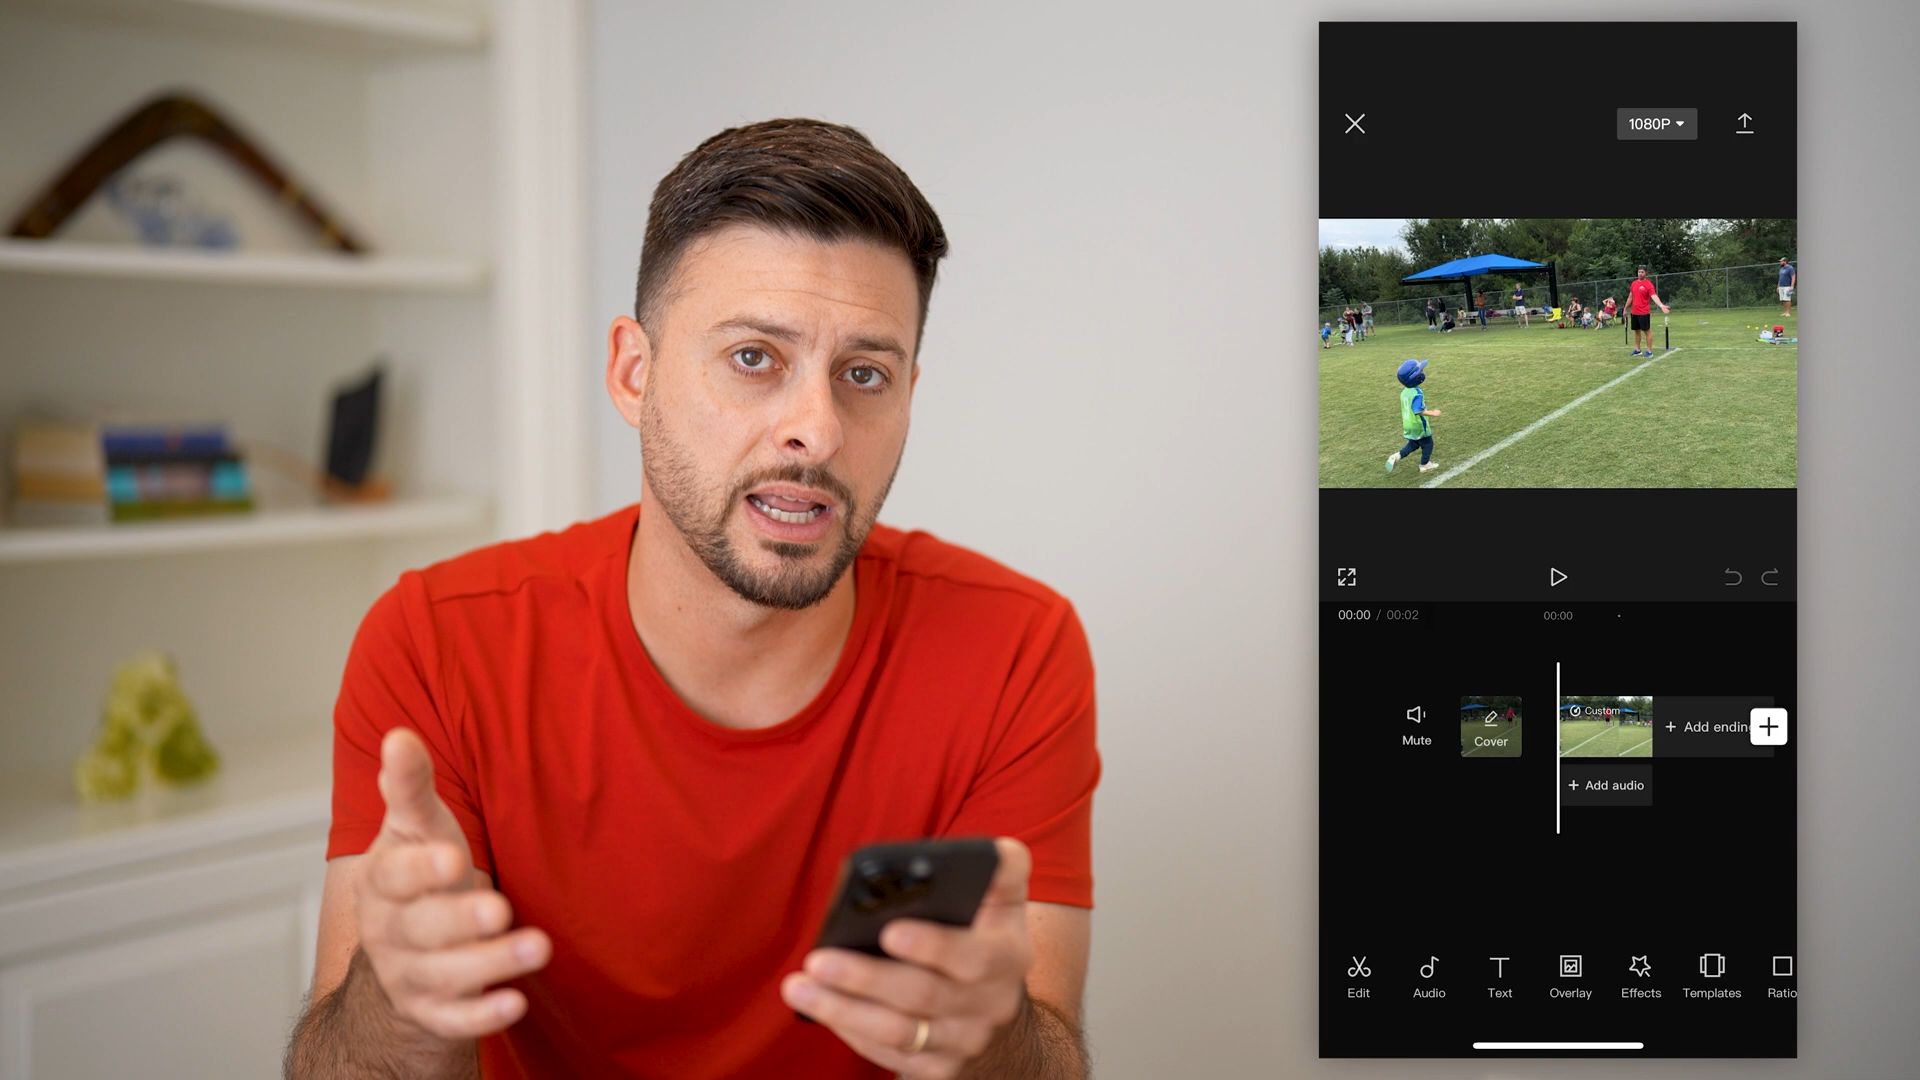 1080P
00:00 / 00:02
00:00
Mute
Cover
Custom
+ Add endin
+ Add audio
Edit
Audio
Text
Overlay
Effects
Templates
Ratio